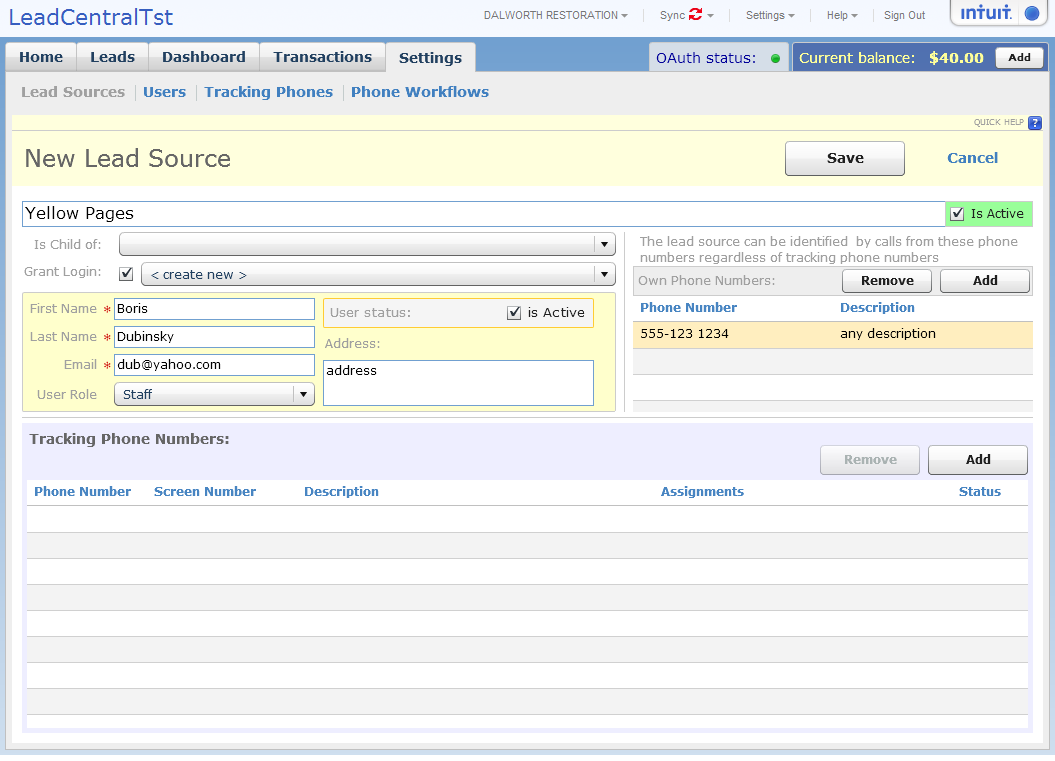 LeadCentralTst
DALWORTH RESTORATION Sync Settings Help Sign Out intuit.
Home Leads Dashboard Transactions Settings OAuth status: Current balance: $40.00 Add
Lead Sources Users Tracking Phones Phone Workflows
QUICK HELP ?
New Lead Source Save Cancel
Yellow Pages Is Active
Is Child of:
The lead source can be identified by calls from these phone
numbers regardless of tracking phone numbers
Grant Login: < create new >
Own Phone Numbers: Remove Add
First Name * Boris User status: is Active
Phone Number Description
Last Name * Dubinsky Address:
555-123 1234 any description
Email * dub@yahoo.com address
User Role Staff
Tracking Phone Numbers:
Remove Add
Phone Number Screen Number Description Assignments Status